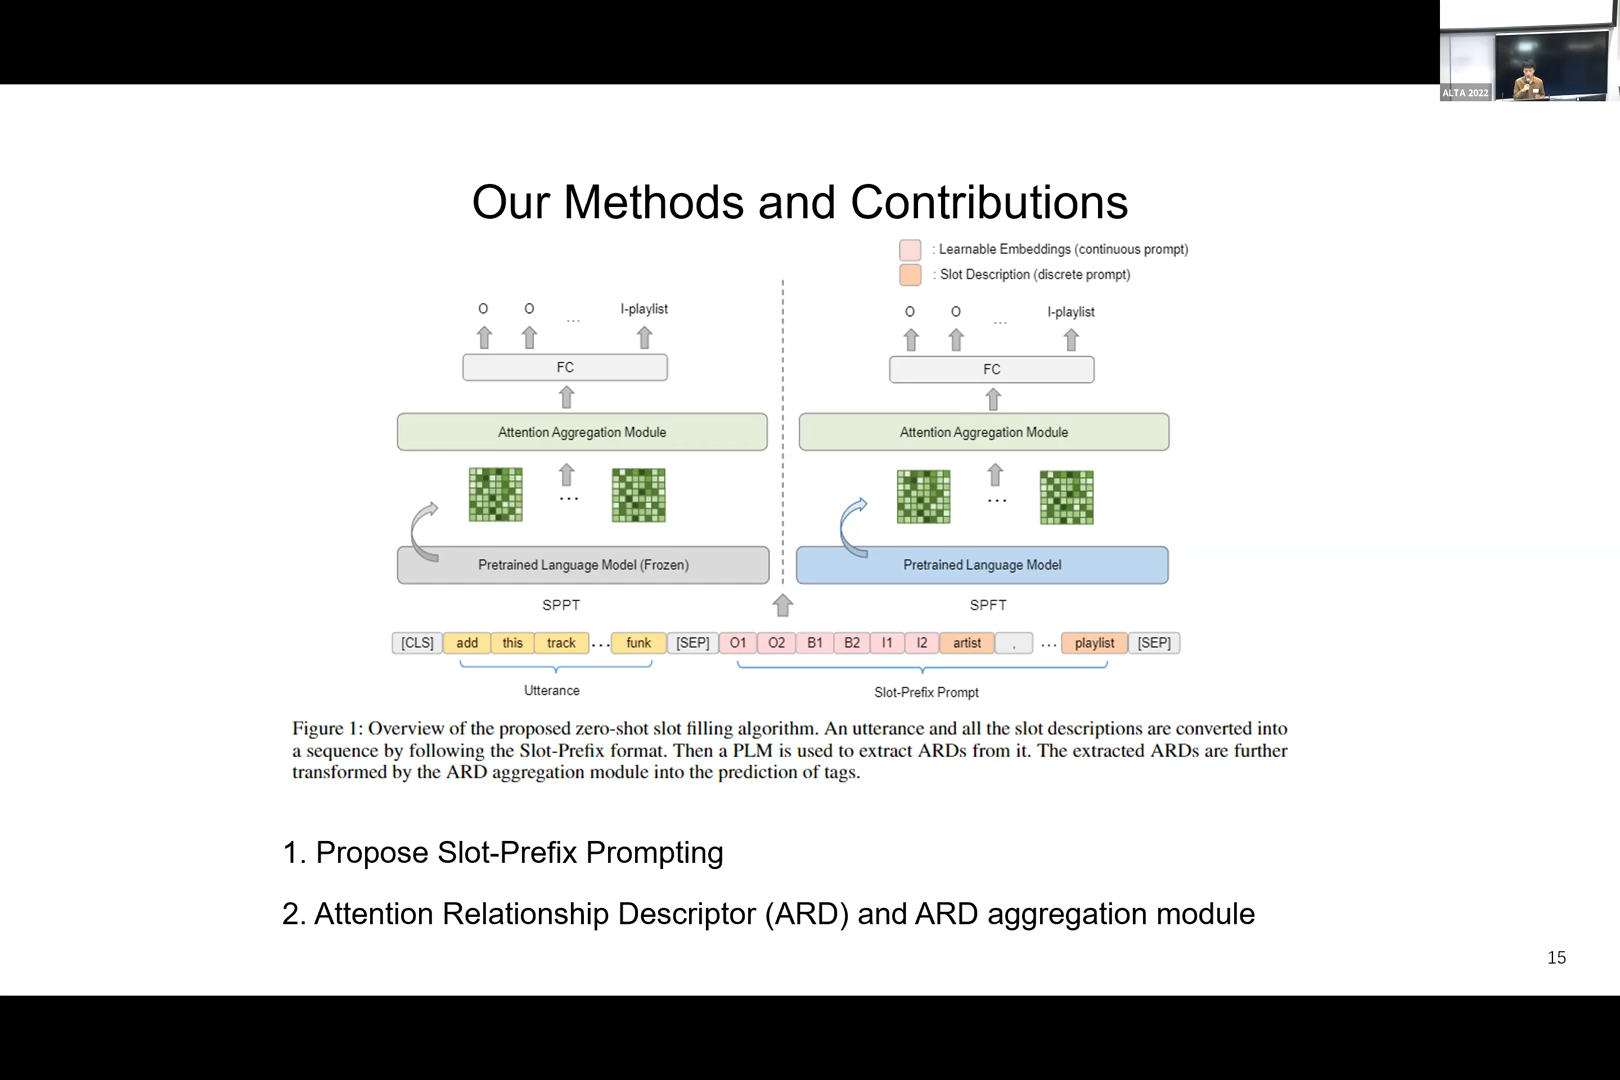 ALTA 2022
Our Methods and Contributions
: Learnable Embeddings (continuous prompt)
: Slot Description (discrete prompt)
O O ... I-playlist
O O ... I-playlist
FC
FC
Attention Aggregation Module
Attention Aggregation Module
...
...
Pretrained Language Model (Frozen)
Pretrained Language Model
SPPT
SPFT
[CLS] add this track ... funk [SEP] O1 O2 B1 B2 I1 I2 artist , ... playlist [SEP]
Utterance
Slot-Prefix Prompt
Figure 1: Overview of the proposed zero-shot slot filling algorithm. An utterance and all the slot descriptions are converted into
a sequence by following the Slot-Prefix format. Then a PLM is used to extract ARDs from it. The extracted ARDs are further
transformed by the ARD aggregation module into the prediction of tags.
1. Propose Slot-Prefix Prompting
2. Attention Relationship Descriptor (ARD) and ARD aggregation module
15